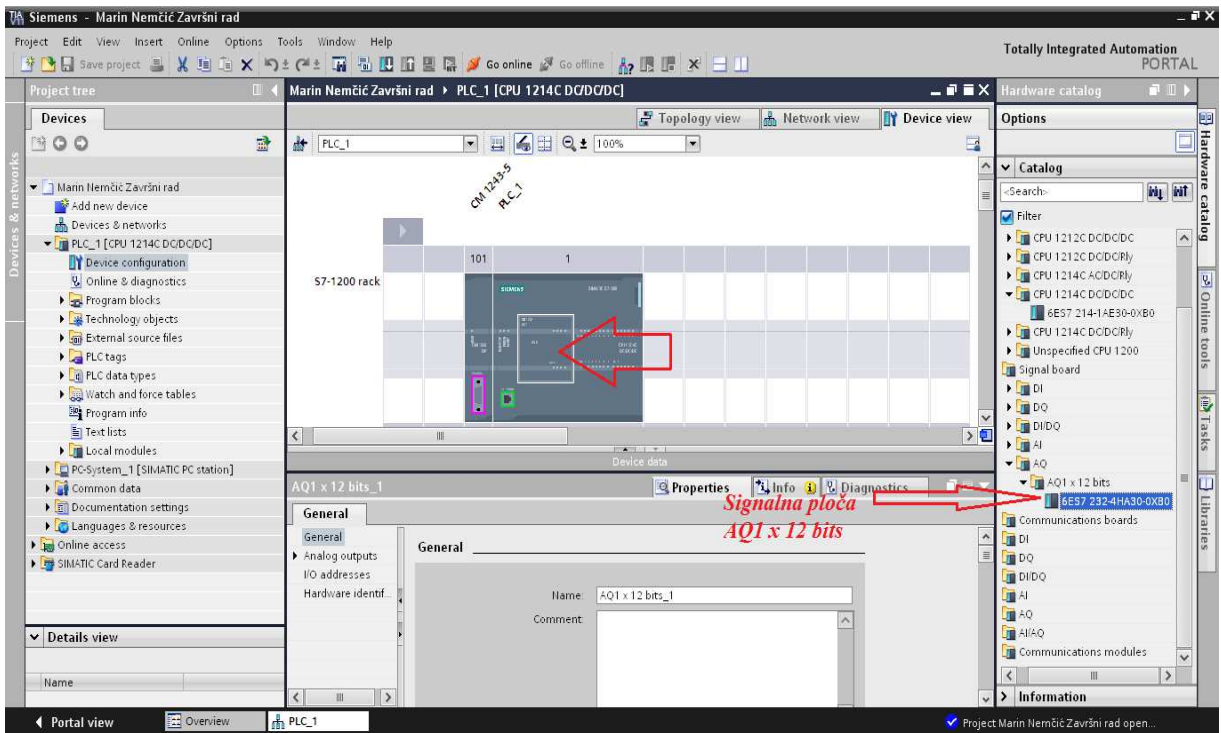 Siemens - Marin Nemčić Završni rad
Project Edit View Insert Online Options Tools Window Help
Totally Integrated Automation
PORTAL
Save project
Go online
Go offline
Project tree
Marin Nemčić Završni rad
PLC_1 [CPU 1214C DC/DC/DC]
Hardware catalog
Devices
Topology view
Network view
Device view
Options
PLC_1
100%
Devices & networks
Marin Nemčić Završni rad
Add new device
Devices & networks
PLC_1 [CPU 1214C DC/DC/DC]
Device configuration
Online & diagnostics
Program blocks
Technology objects
External source files
PLC tags
PLC data types
Watch and force tables
Program info
Text lists
Local modules
PC-System_1 [SIMATIC PC station]
Common data
Documentation settings
Languages & resources
Online access
SIMATIC Card Reader
Details view
Name
CM 1243-5
PLC_1
101
1
S7-1200 rack
SIEMENS
Device data
AQ1 x 12 bits_1
Properties
Info
Diagnostics
Signalna ploča
AQ1 x 12 bits
General
General
Analog outputs
I/O addresses
Hardware identif...
General
Name:
AQ1 x 12 bits_1
Comment:
Catalog
<Search>
Filter
CPU 1212C DC/DC/DC
CPU 1212C DC/DC/Rly
CPU 1214C AC/DC/Rly
CPU 1214C DC/DC/DC
6ES7 214-1AE30-0XB0
CPU 1214C DC/DC/Rly
Unspecified CPU 1200
Signal board
DI
DQ
DI/DQ
AI
AQ
AQ1 x 12 bits
6ES7 232-4HA30-0XB0
Communications boards
DI
DQ
DI/DQ
AI
AQ
AI/AQ
Communications modules
Information
Hardware catalog
Online tools
Tasks
Libraries
Portal view
Overview
PLC_1
Project Marin Nemčić Završni rad open...